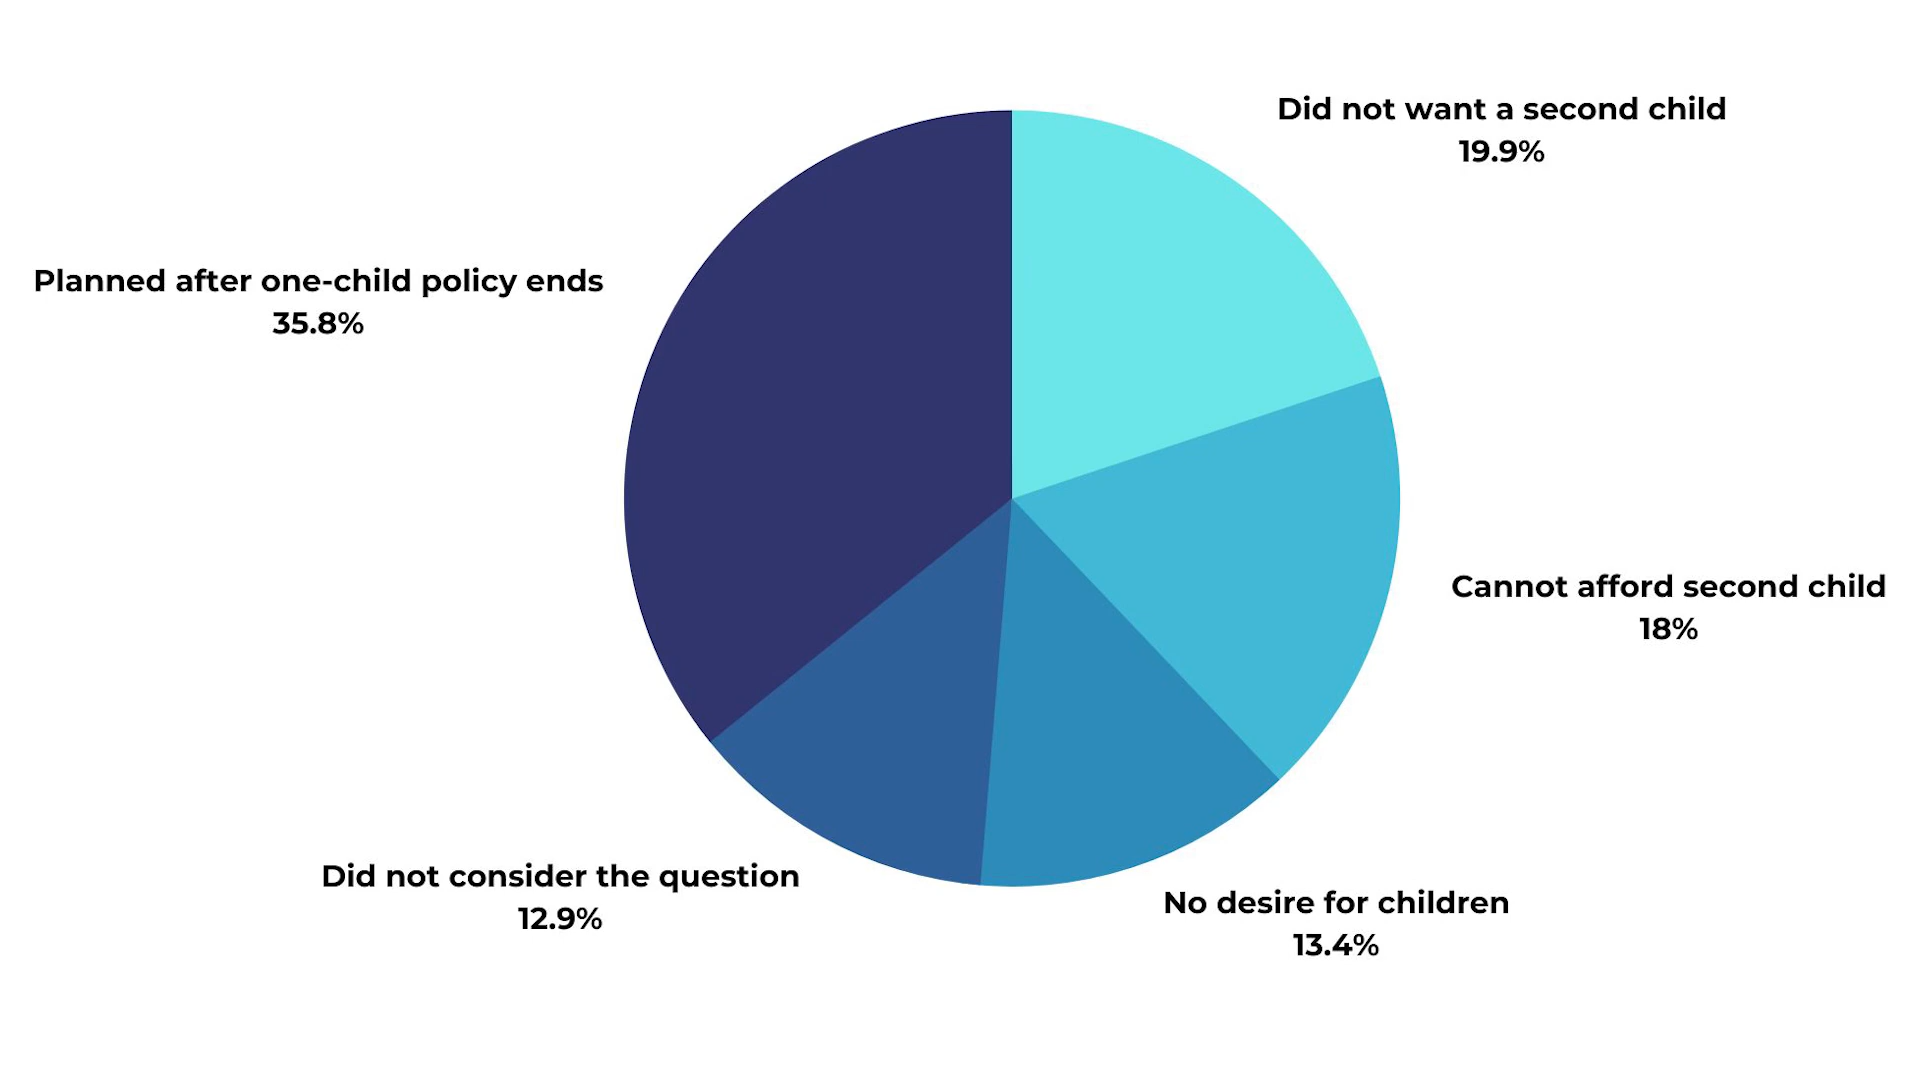 Did not want a second child
19.9%
Planned after one-child policy ends
35.8%
Cannot afford second child
18%
Did not consider the question
12.9%
No desire for children
13.4%